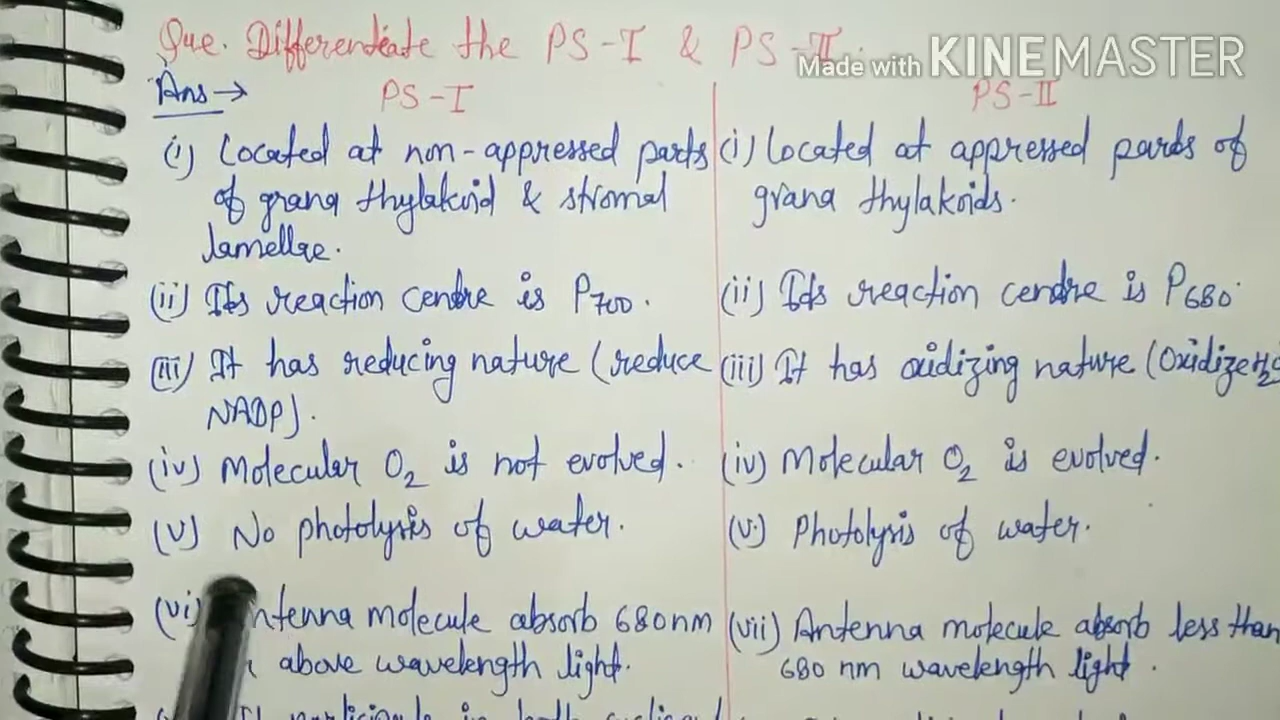 Que. Differentiate the PS-I & PS-II.
Made with KINEMASTER
Ans → PS-I
PS-II
(i) Located at non-appressed parts
of grana thylakoid & stromal
lamellae.
(i) Located at appressed parts of
grana thylakoids.
(ii) Its reaction centre is P700.
(ii) Its reaction centre is P680.
(iii) It has reducing nature (reduce
NADP).
(iii) It has oxidizing nature (Oxidize H2O
(iv) Molecular O2 is not evolved.
(iv) Molecular O2 is evolved.
(v) No photolysis of water.
(v) Photolysis of water.
(vi) ntenna molecule absorb 680nm
above wavelength light.
(vii) Antenna molecule absorb less than
680 nm wavelength light.
in both